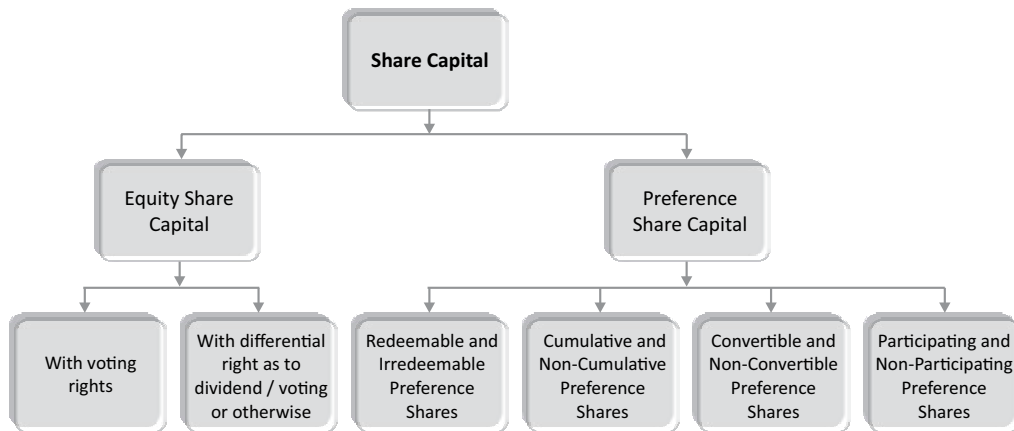 Share Capital
Equity Share
Capital
Preference
Share Capital
With voting
rights
With differential
right as to
dividend / voting
or otherwise
Redeemable and
Irredeemable
Preference
Shares
Cumulative and
Non-Cumulative
Preference
Shares
Convertible and
Non-Convertible
Preference
Shares
Participating and
Non-Participating
Preference
Shares